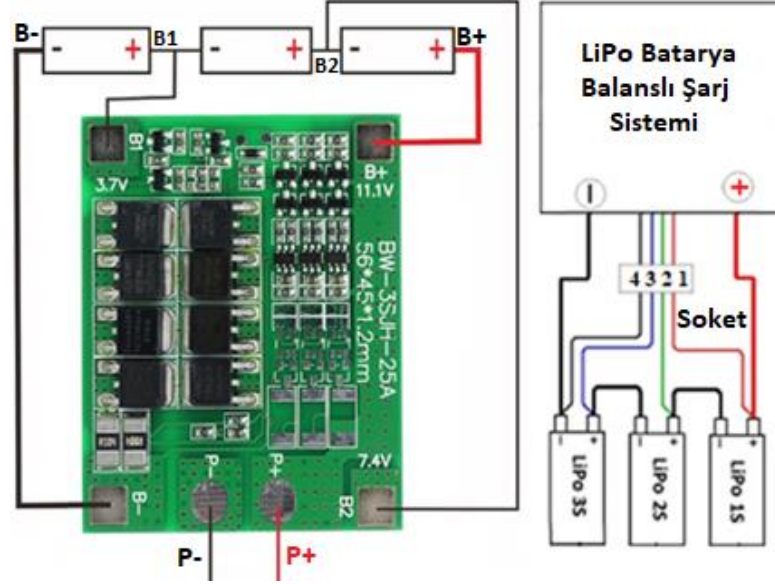 B-
- +
B1
- +
B2
- +
B+
B1
3.7V
B+
11.1V
BW-3SJH-25A
56*45*1.2mm
P-
P+
7.4V
B-
B2
P-
P+
LiPo Batarya
Balanslı Şarj
Sistemi
- +
4 3 2 1
Soket
- +
LiPo 3S
- +
LiPo 2S
- +
LiPo 1S